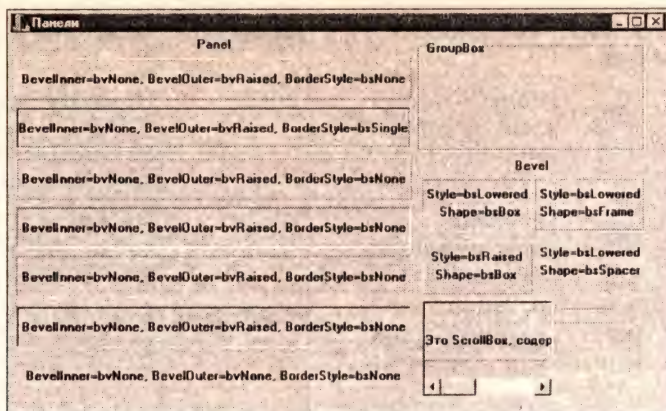 Панели
Panel
BevelInner=bvNone, BevelOuter=bvRaised, BorderStyle=bsNone
BevelInner=bvNone, BevelOuter=bvRaised, BorderStyle=bsSingle
BevelInner=bvNone, BevelOuter=bvRaised, BorderStyle=bsNone
BevelInner=bvNone, BevelOuter=bvRaised, BorderStyle=bsNone
BevelInner=bvNone, BevelOuter=bvRaised, BorderStyle=bsNone
BevelInner=bvNone, BevelOuter=bvRaised, BorderStyle=bsNone
BevelInner=bvNone, BevelOuter=bvNone, BorderStyle=bsNone
GroupBox
Bevel
Style=bsLowered
Shape=bsBox
Style=bsLowered
Shape=bsFrame
Style=bsRaised
Shape=bsBox
Style=bsLowered
Shape=bsSpacer
Это ScrollBox, содер